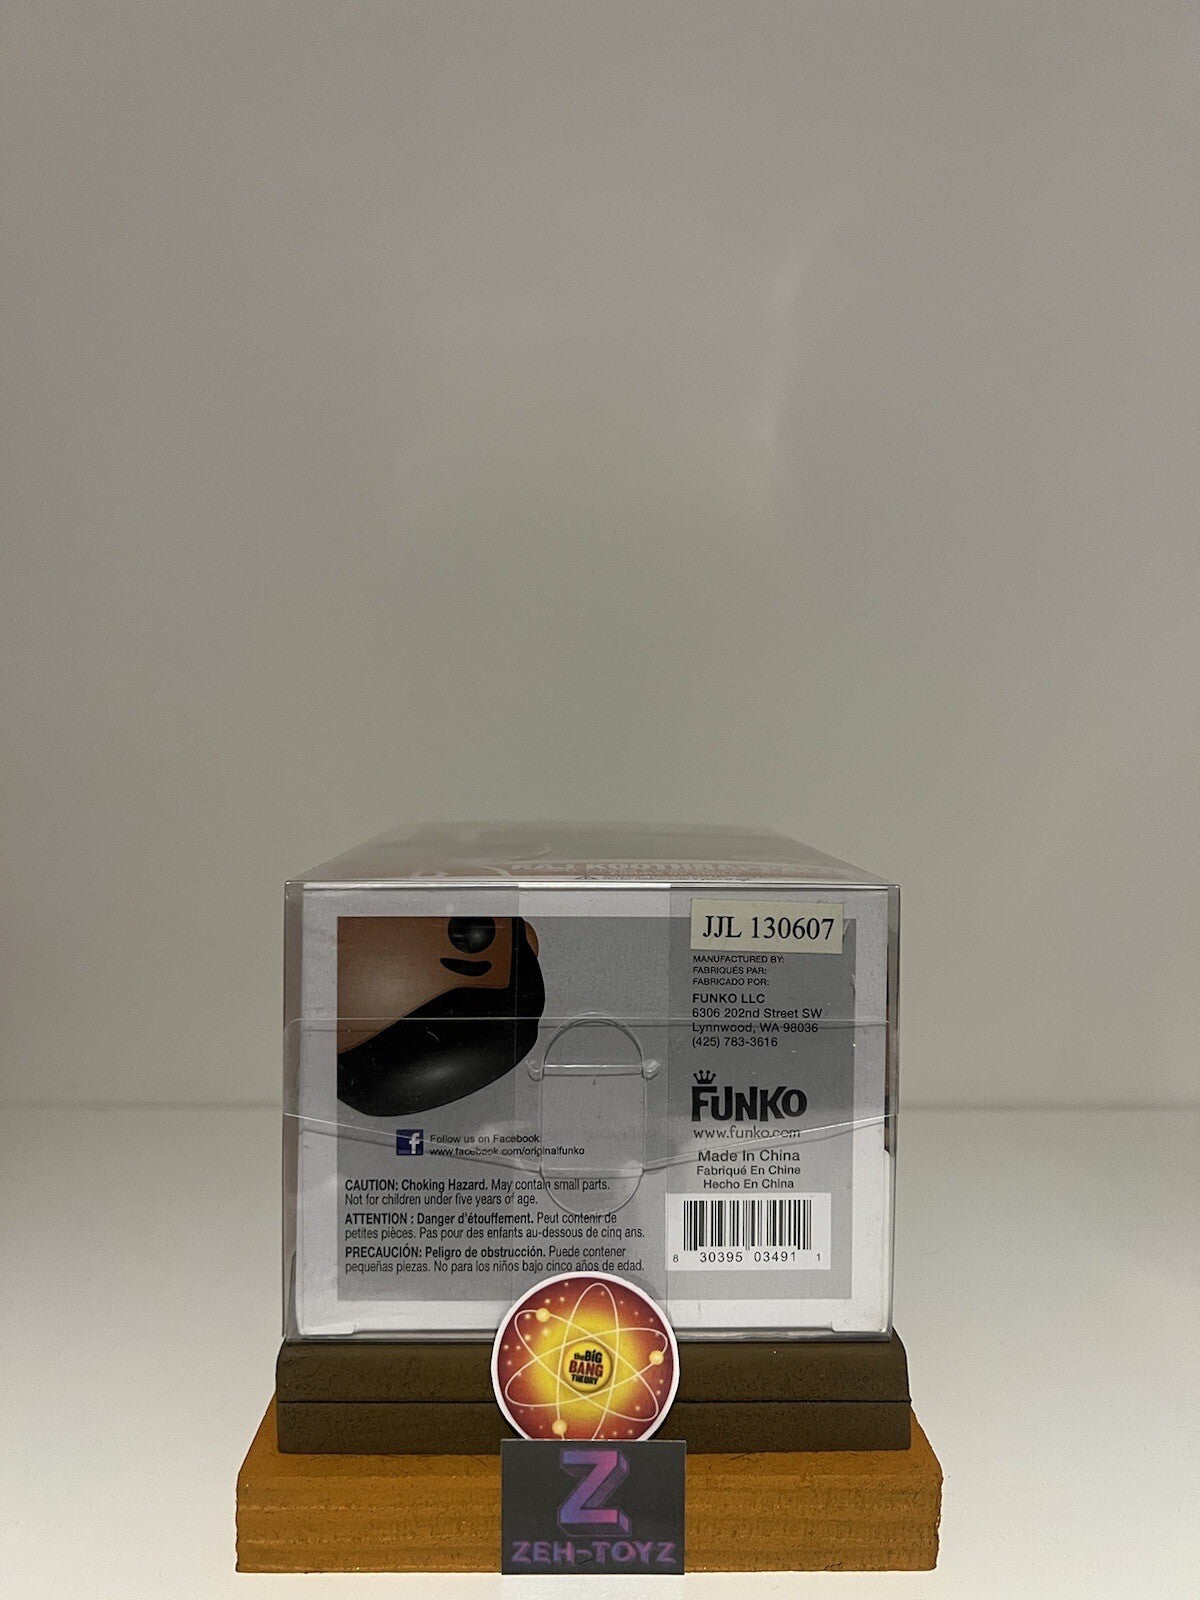 RAJ KOOTHRAPPALI
JJL 130607
MANUFACTURED BY:
FABRIQUÉS PAR:
FABRICADO POR:
FUNKO LLC
6306 202nd Street SW
Lynnwood, WA 98036
(425) 783-3616
FUNKO
www.funko.com
Made In China
Fabriqué En Chine
Hecho En China
8 30395 03491 1
f Follow us on Facebook
www.facebook.com/originalfunko
CAUTION: Choking Hazard. May contain small parts.
Not for children under five years of age.
ATTENTION : Danger d'étouffement. Peut contenir de
petites pièces. Pas pour des enfants au-dessous de cinq ans.
PRECAUCIÓN: Peligro de obstrucción. Puede contener
pequeñas piezas. No para los niños bajo cinco años de edad.
the BIG
BANG
THEORY
Z
ZEH-TOYZ